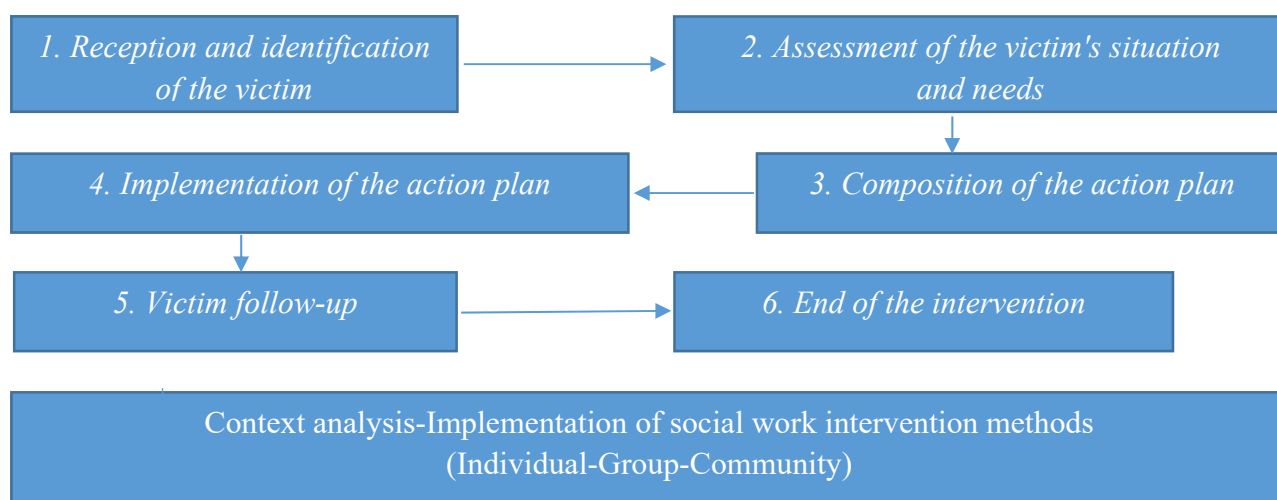 1. Reception and identification
of the victim
2. Assessment of the victim's situation
and needs
3. Composition of the action plan
4. Implementation of the action plan
5. Victim follow-up
6. End of the intervention
Context analysis-Implementation of social work intervention methods
(Individual-Group-Community)